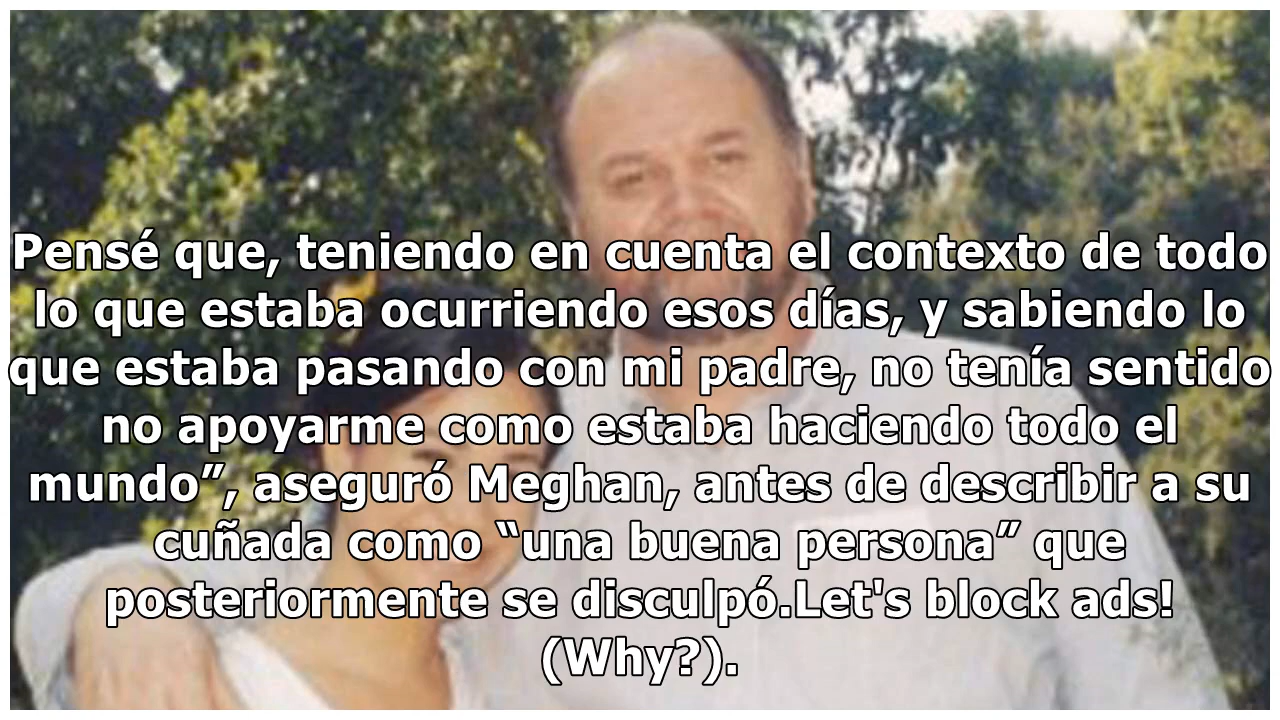 Pensé que, teniendo en cuenta el contexto de todo
lo que estaba ocurriendo esos días, y sabiendo lo
que estaba pasando con mi padre, no tenía sentido
no apoyarme como estaba haciendo todo el
mundo”, aseguró Meghan, antes de describir a su
cuñada como “una buena persona” que
posteriormente se disculpó.Let's block ads!
(Why?).